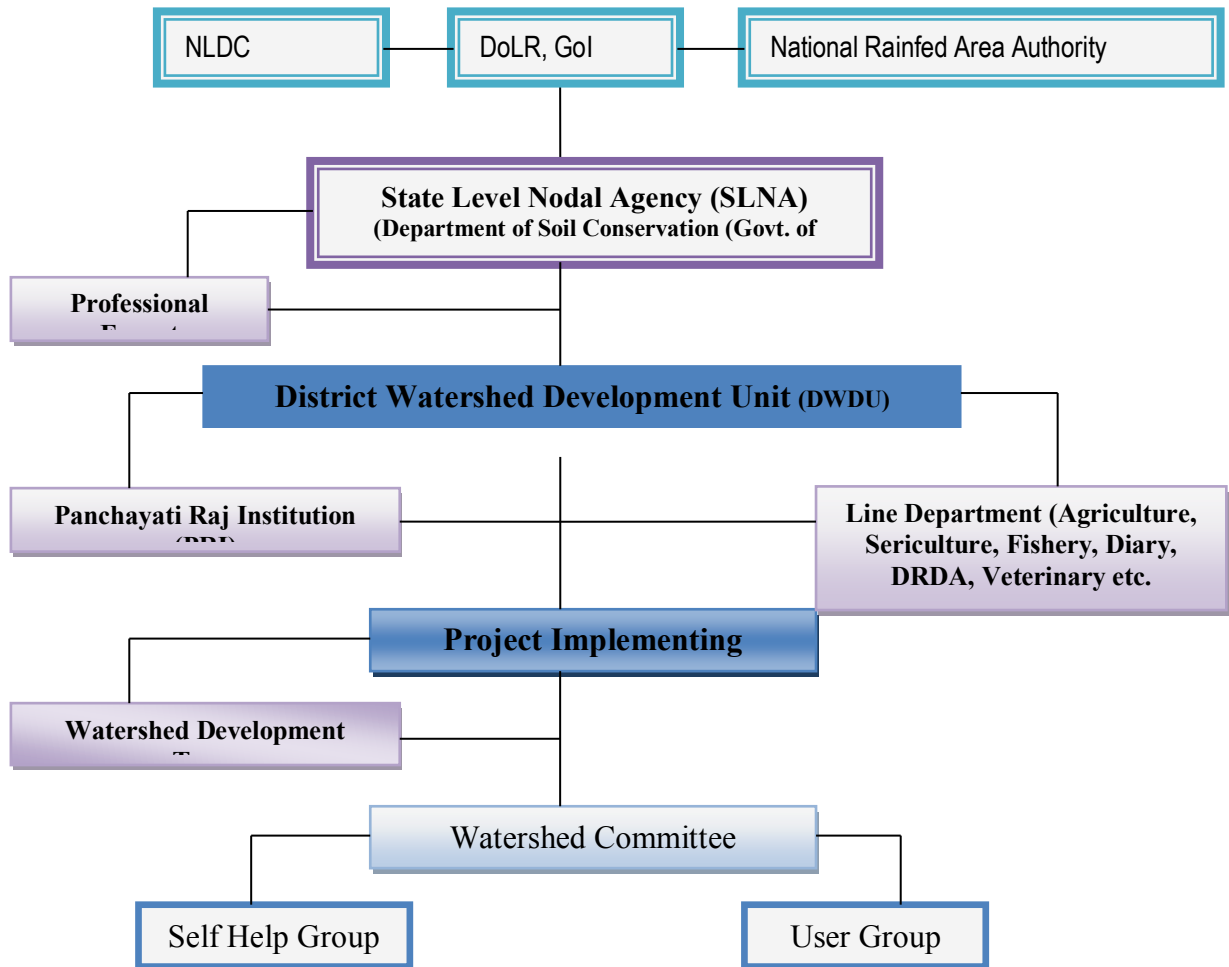 NLDC
DoLR, GoI
National Rainfed Area Authority
State Level Nodal Agency (SLNA)
(Department of Soil Conservation (Govt. of
Professional
District Watershed Development Unit (DWDU)
Panchayati Raj Institution
(PRI)
Line Department (Agriculture,
Sericulture, Fishery, Diary,
DRDA, Veterinary etc.
Project Implementing
Watershed Development
Watershed Committee
Self Help Group
User Group